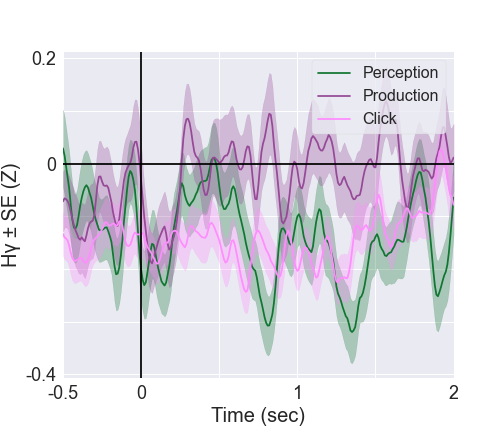 0.2
Perception
Production
Click
0
Hγ ± SE (Z)
-0.4
-0.5
0
1
2
Time (sec)